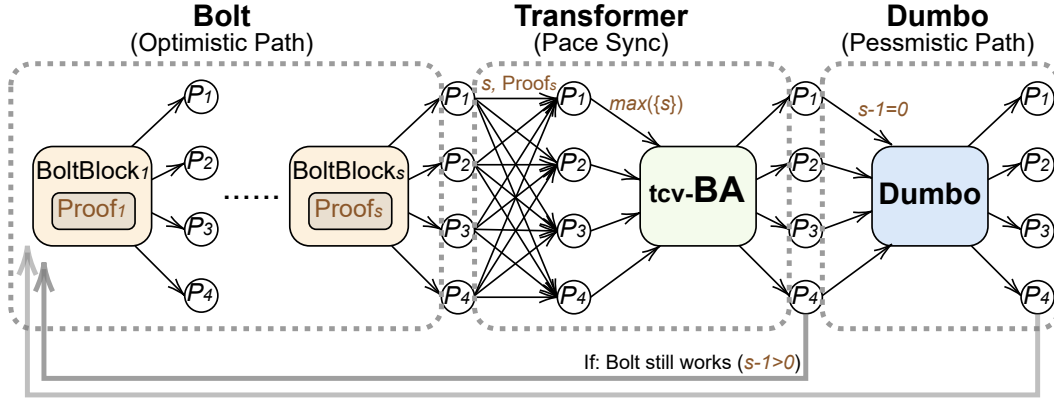 Bolt
(Optimistic Path)
Transformer
(Pace Sync)
Dumbo
(Pessmistic Path)
BoltBlock1
Proof1
P1
P2
P3
P4
......
BoltBlocks
Proofs
P1
P2
P3
P4
s, Proofs
P1
P2
P3
P4
max({s})
tcv-BA
P1
P2
P3
P4
s-1=0
Dumbo
P1
P2
P3
P4
If: Bolt still works (s-1>0)